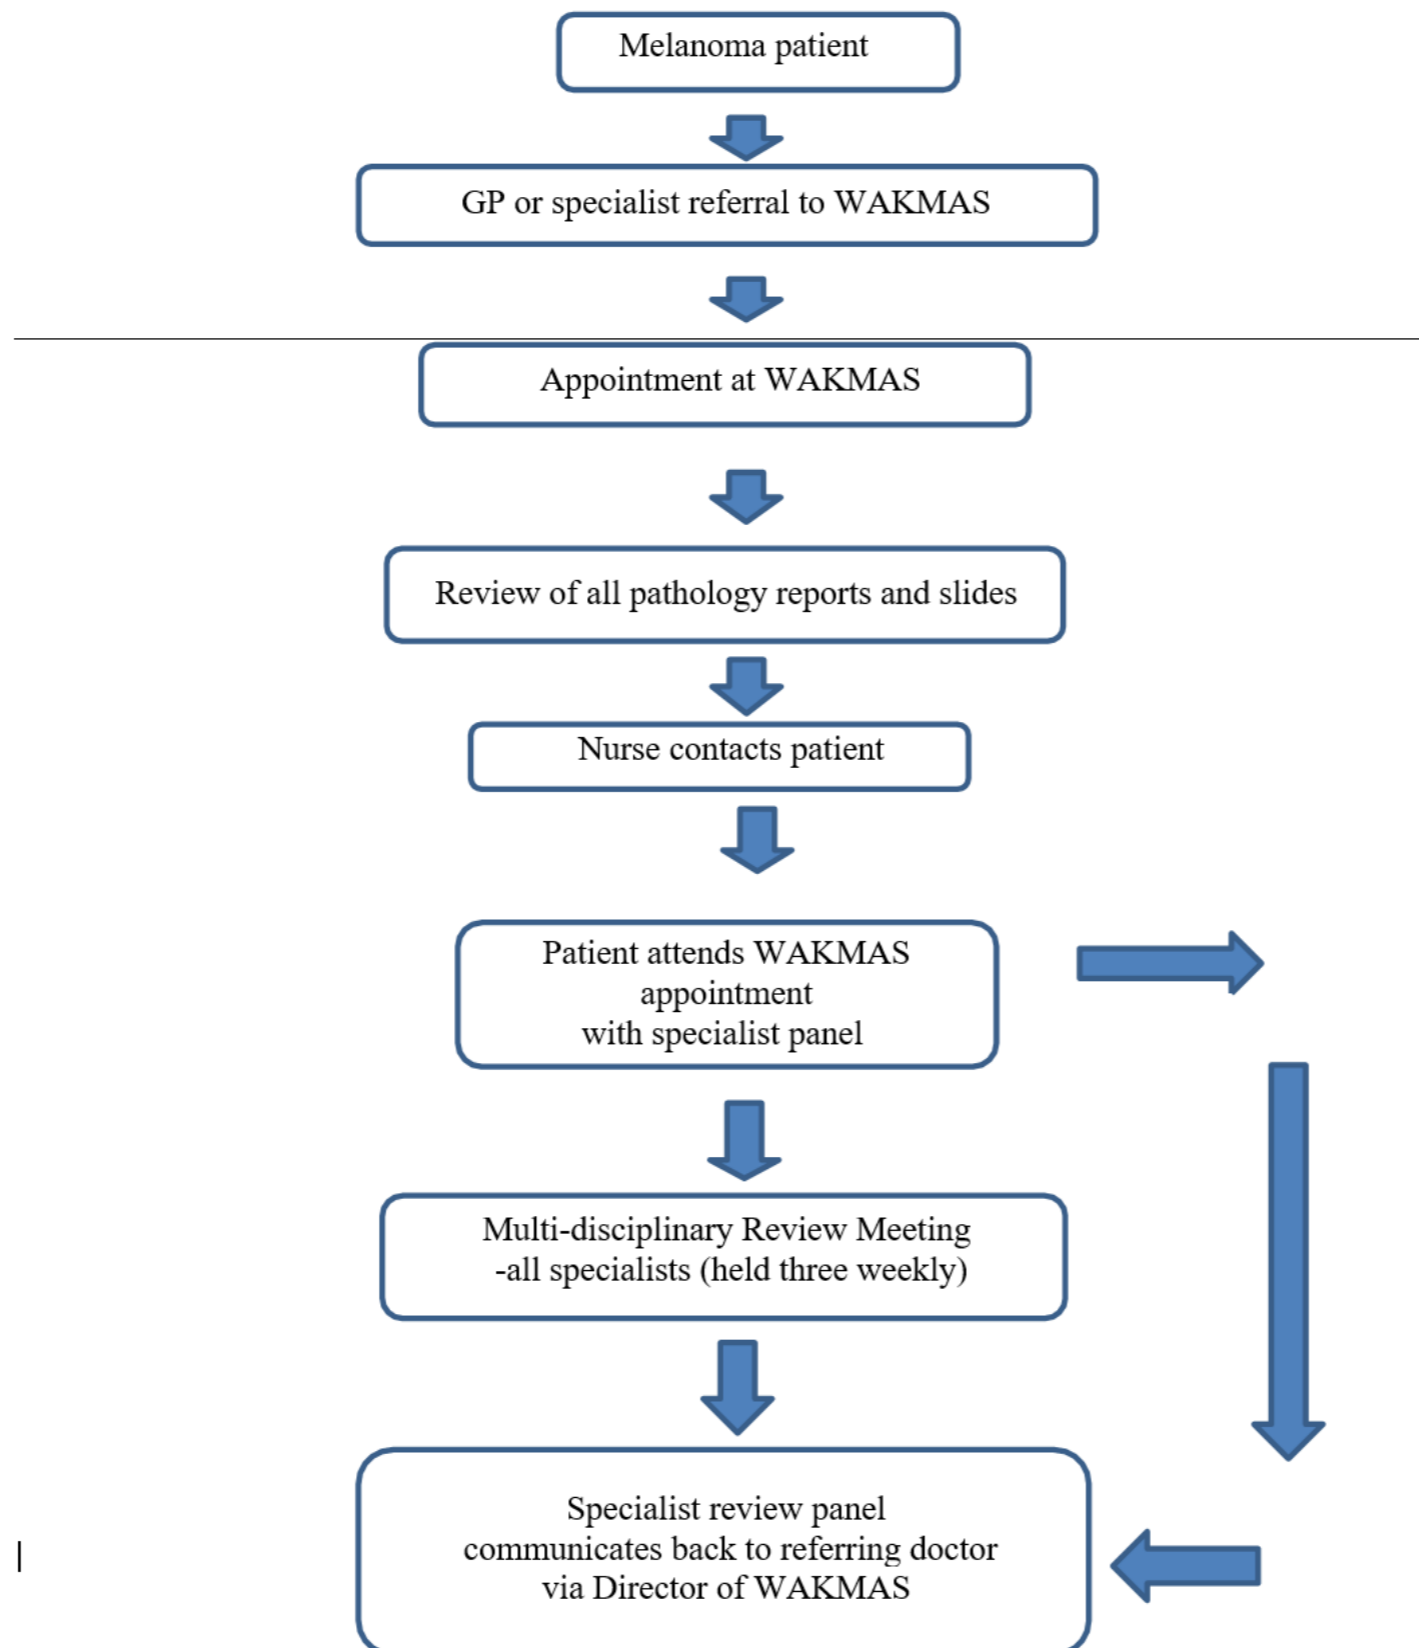 Melanoma patient
GP or specialist referral to WAKMAS
Appointment at WAKMAS
Review of all pathology reports and slides
Nurse contacts patient
Patient attends WAKMAS
appointment
with specialist panel
Multi-disciplinary Review Meeting
-all specialists (held three weekly)
Specialist review panel
communicates back to referring doctor
via Director of WAKMAS